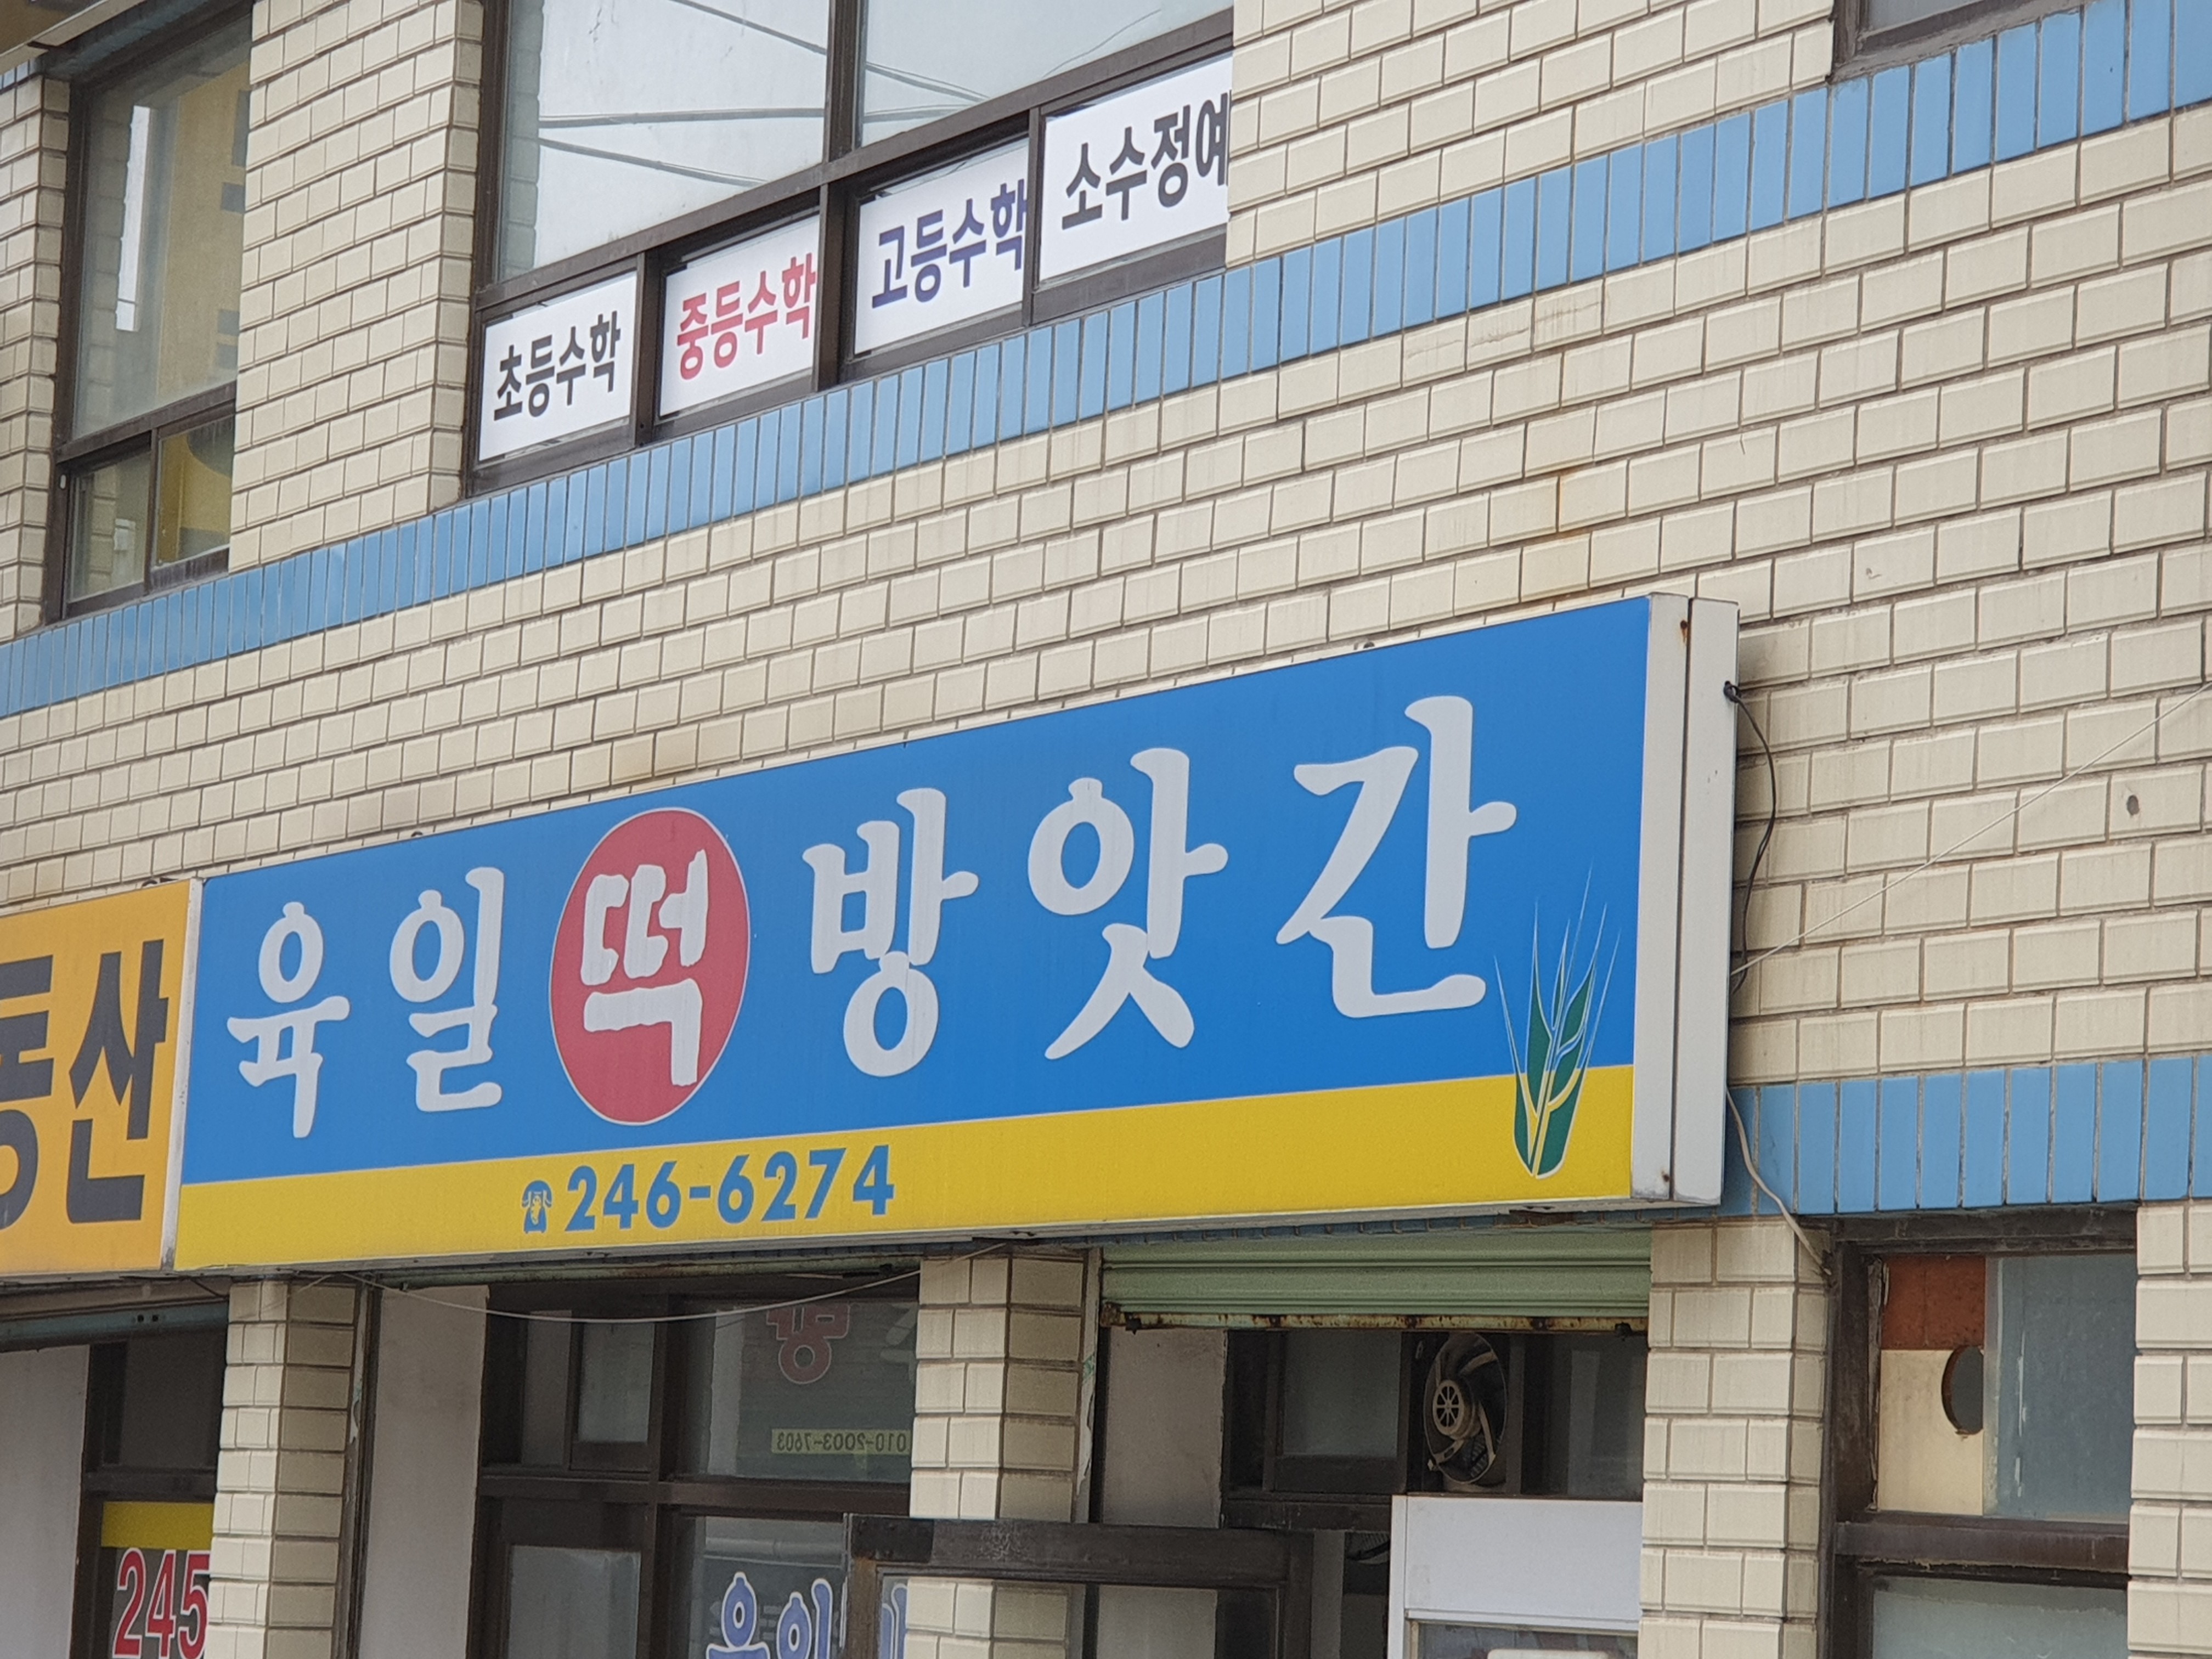 초등수학
중등수학
고등수학
소수정예
육일떡방앗간
동산
246-6274
010-2003-7603
245